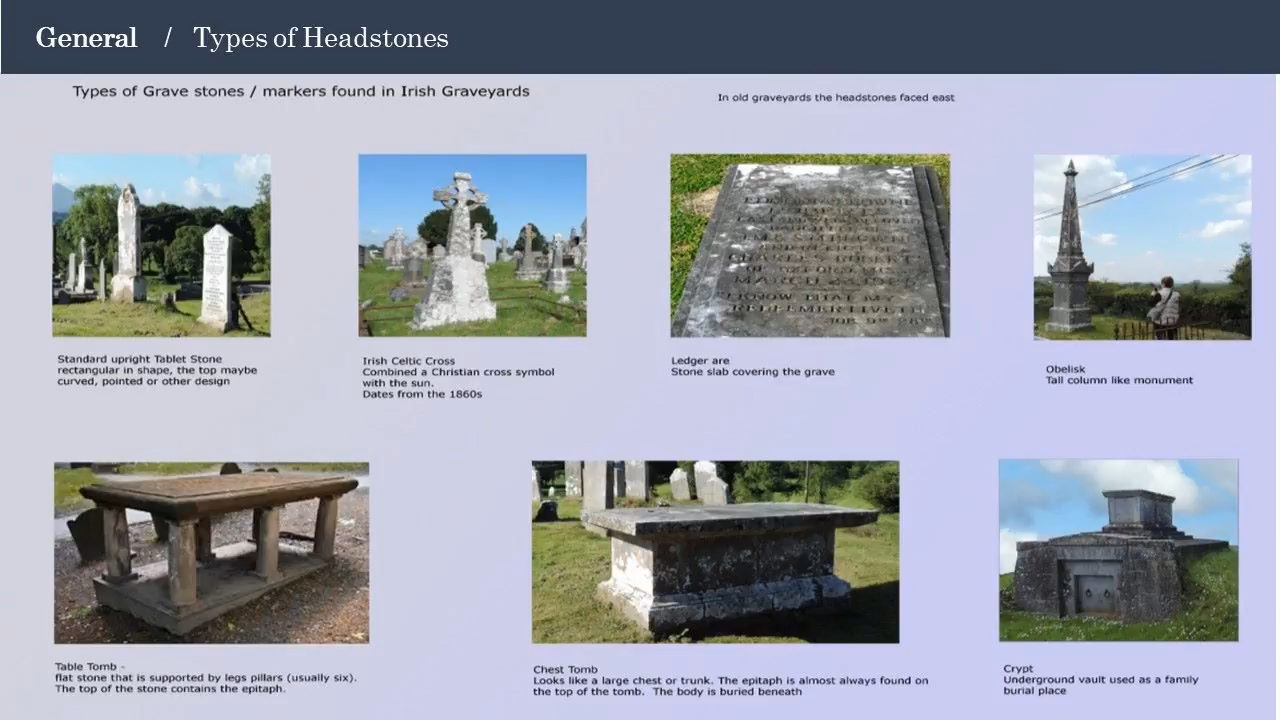 General / Types of Headstones
Types of Grave stones / markers found in Irish Graveyards
In old graveyards the headstones faced east
Standard upright Tablet Stone
rectangular in shape, the top maybe
curved, pointed or other design
Irish Celtic Cross
Combined a Christian cross symbol
with the sun.
Dates from the 1860s
Ledger are
Stone slab covering the grave
Obelisk
Tall column like monument
I KNOW THAT MY
REDEEMER LIVETH
Table Tomb -
flat stone that is supported by legs pillars (usually six).
The top of the stone contains the epitaph.
Chest Tomb
Looks like a large chest or trunk. The epitaph is almost always found on
the top of the tomb. The body is buried beneath
Crypt
Underground vault used as a family
burial place